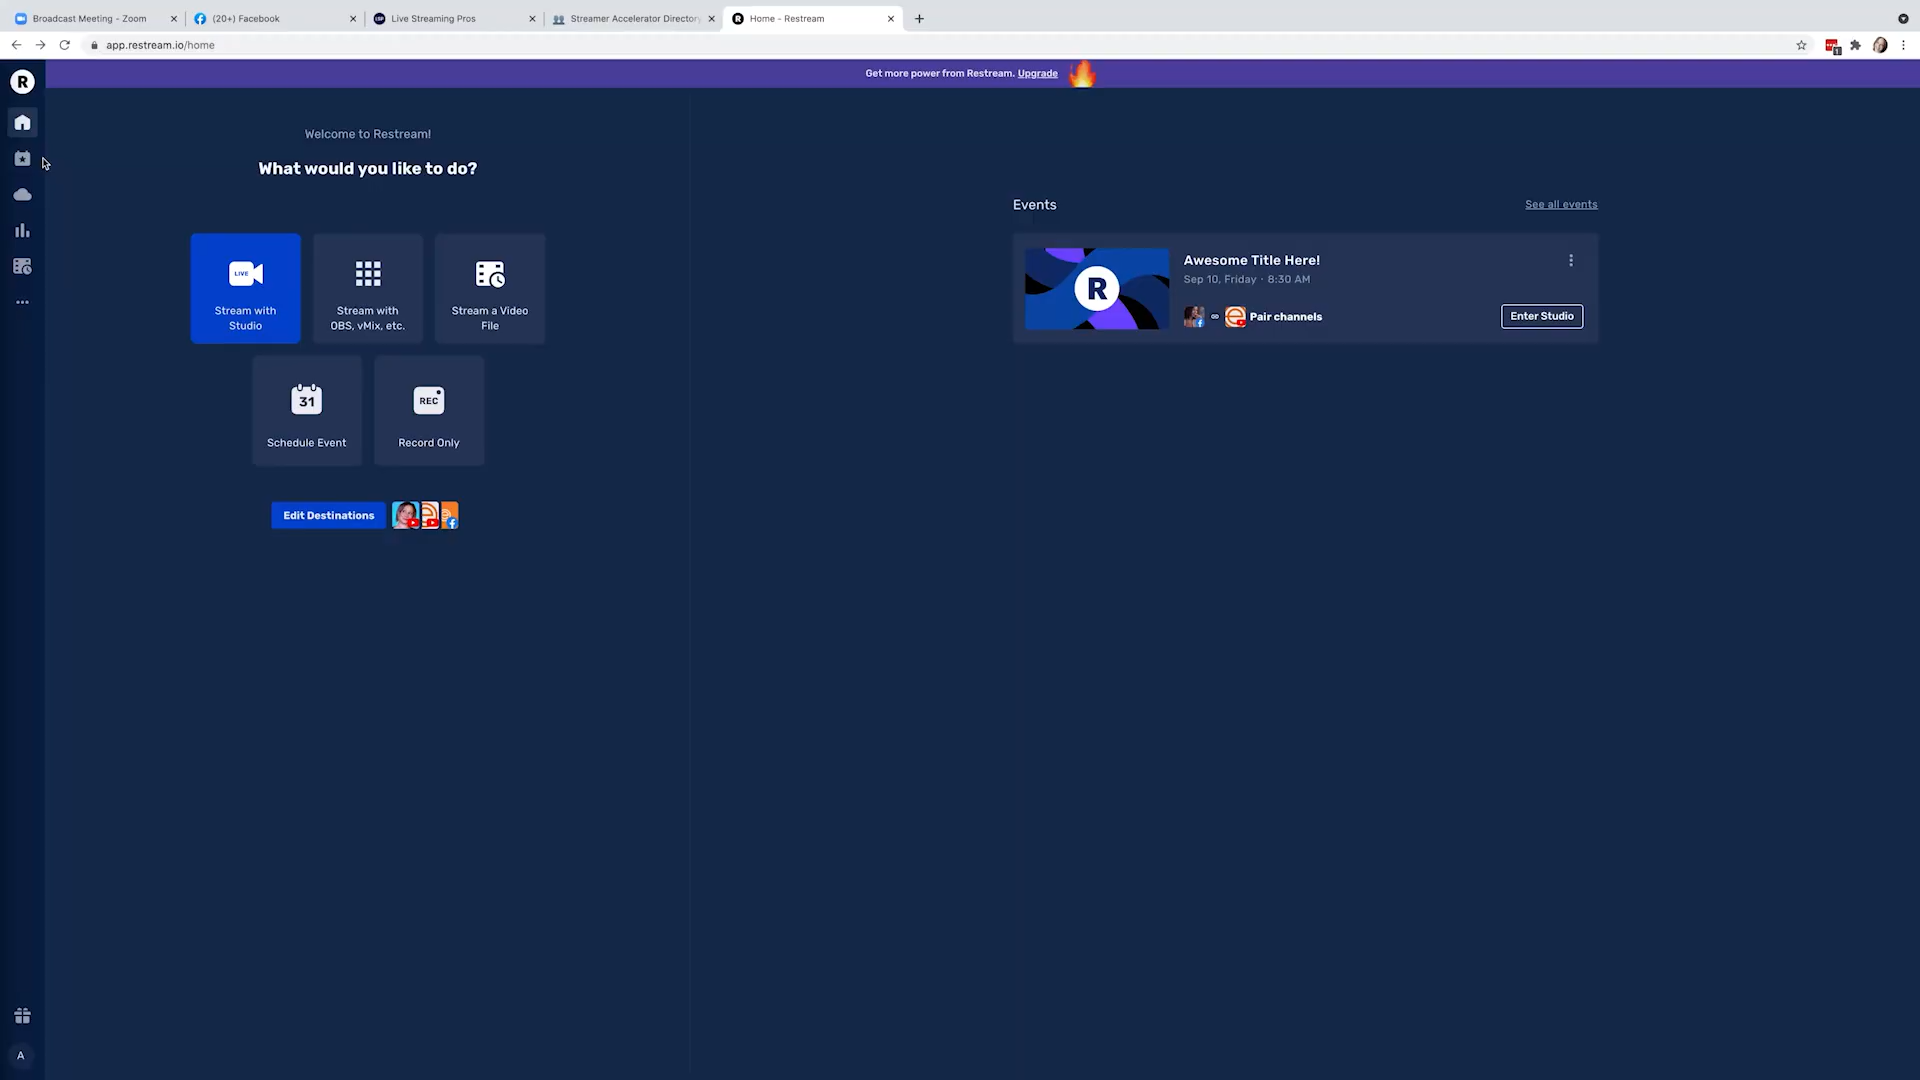 Broadcast Meeting - Zoom
(20+) Facebook
LSP
Live Streaming Pros
Streamer Accelerator Directory
R
Home - Restream
app.restream.io/home
1
R
Get more power from Restream. Upgrade
Welcome to Restream!
What would you like to do?
LIVE
Stream with
Studio
Stream with
OBS, vMix, etc.
Stream a Video
File
31
Schedule Event
REC
Record Only
Edit Destinations
Events
See all events
R
Awesome Title Here!
Sep 10, Friday · 8:30 AM
Pair channels
Enter Studio
A